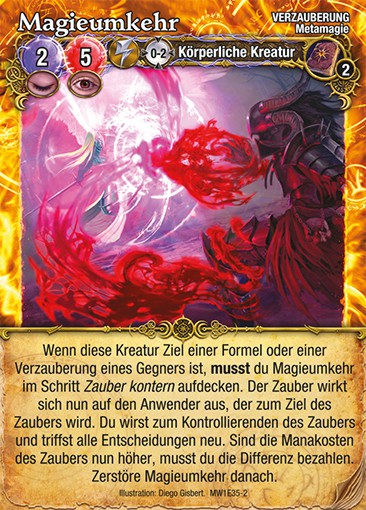 Magieumkehr
VERZAUBERUNG
Metamagie
2 5 0-2 Körperliche Kreatur 2
Wenn diese Kreatur Ziel einer Formel oder einer
Verzauberung eines Gegners ist, musst du Magieumkehr
im Schritt Zauber kontern aufdecken. Der Zauber wirkt
sich nun auf den Anwender aus, der zum Ziel des
Zaubers wird. Du wirst zum Kontrollierenden des Zaubers
und triffst alle Entscheidungen neu. Sind die Manakosten
des Zaubers nun höher, musst du die Differenz bezahlen.
Zerstöre Magieumkehr danach.
Illustration: Diego Gisbert. MW1E35-2